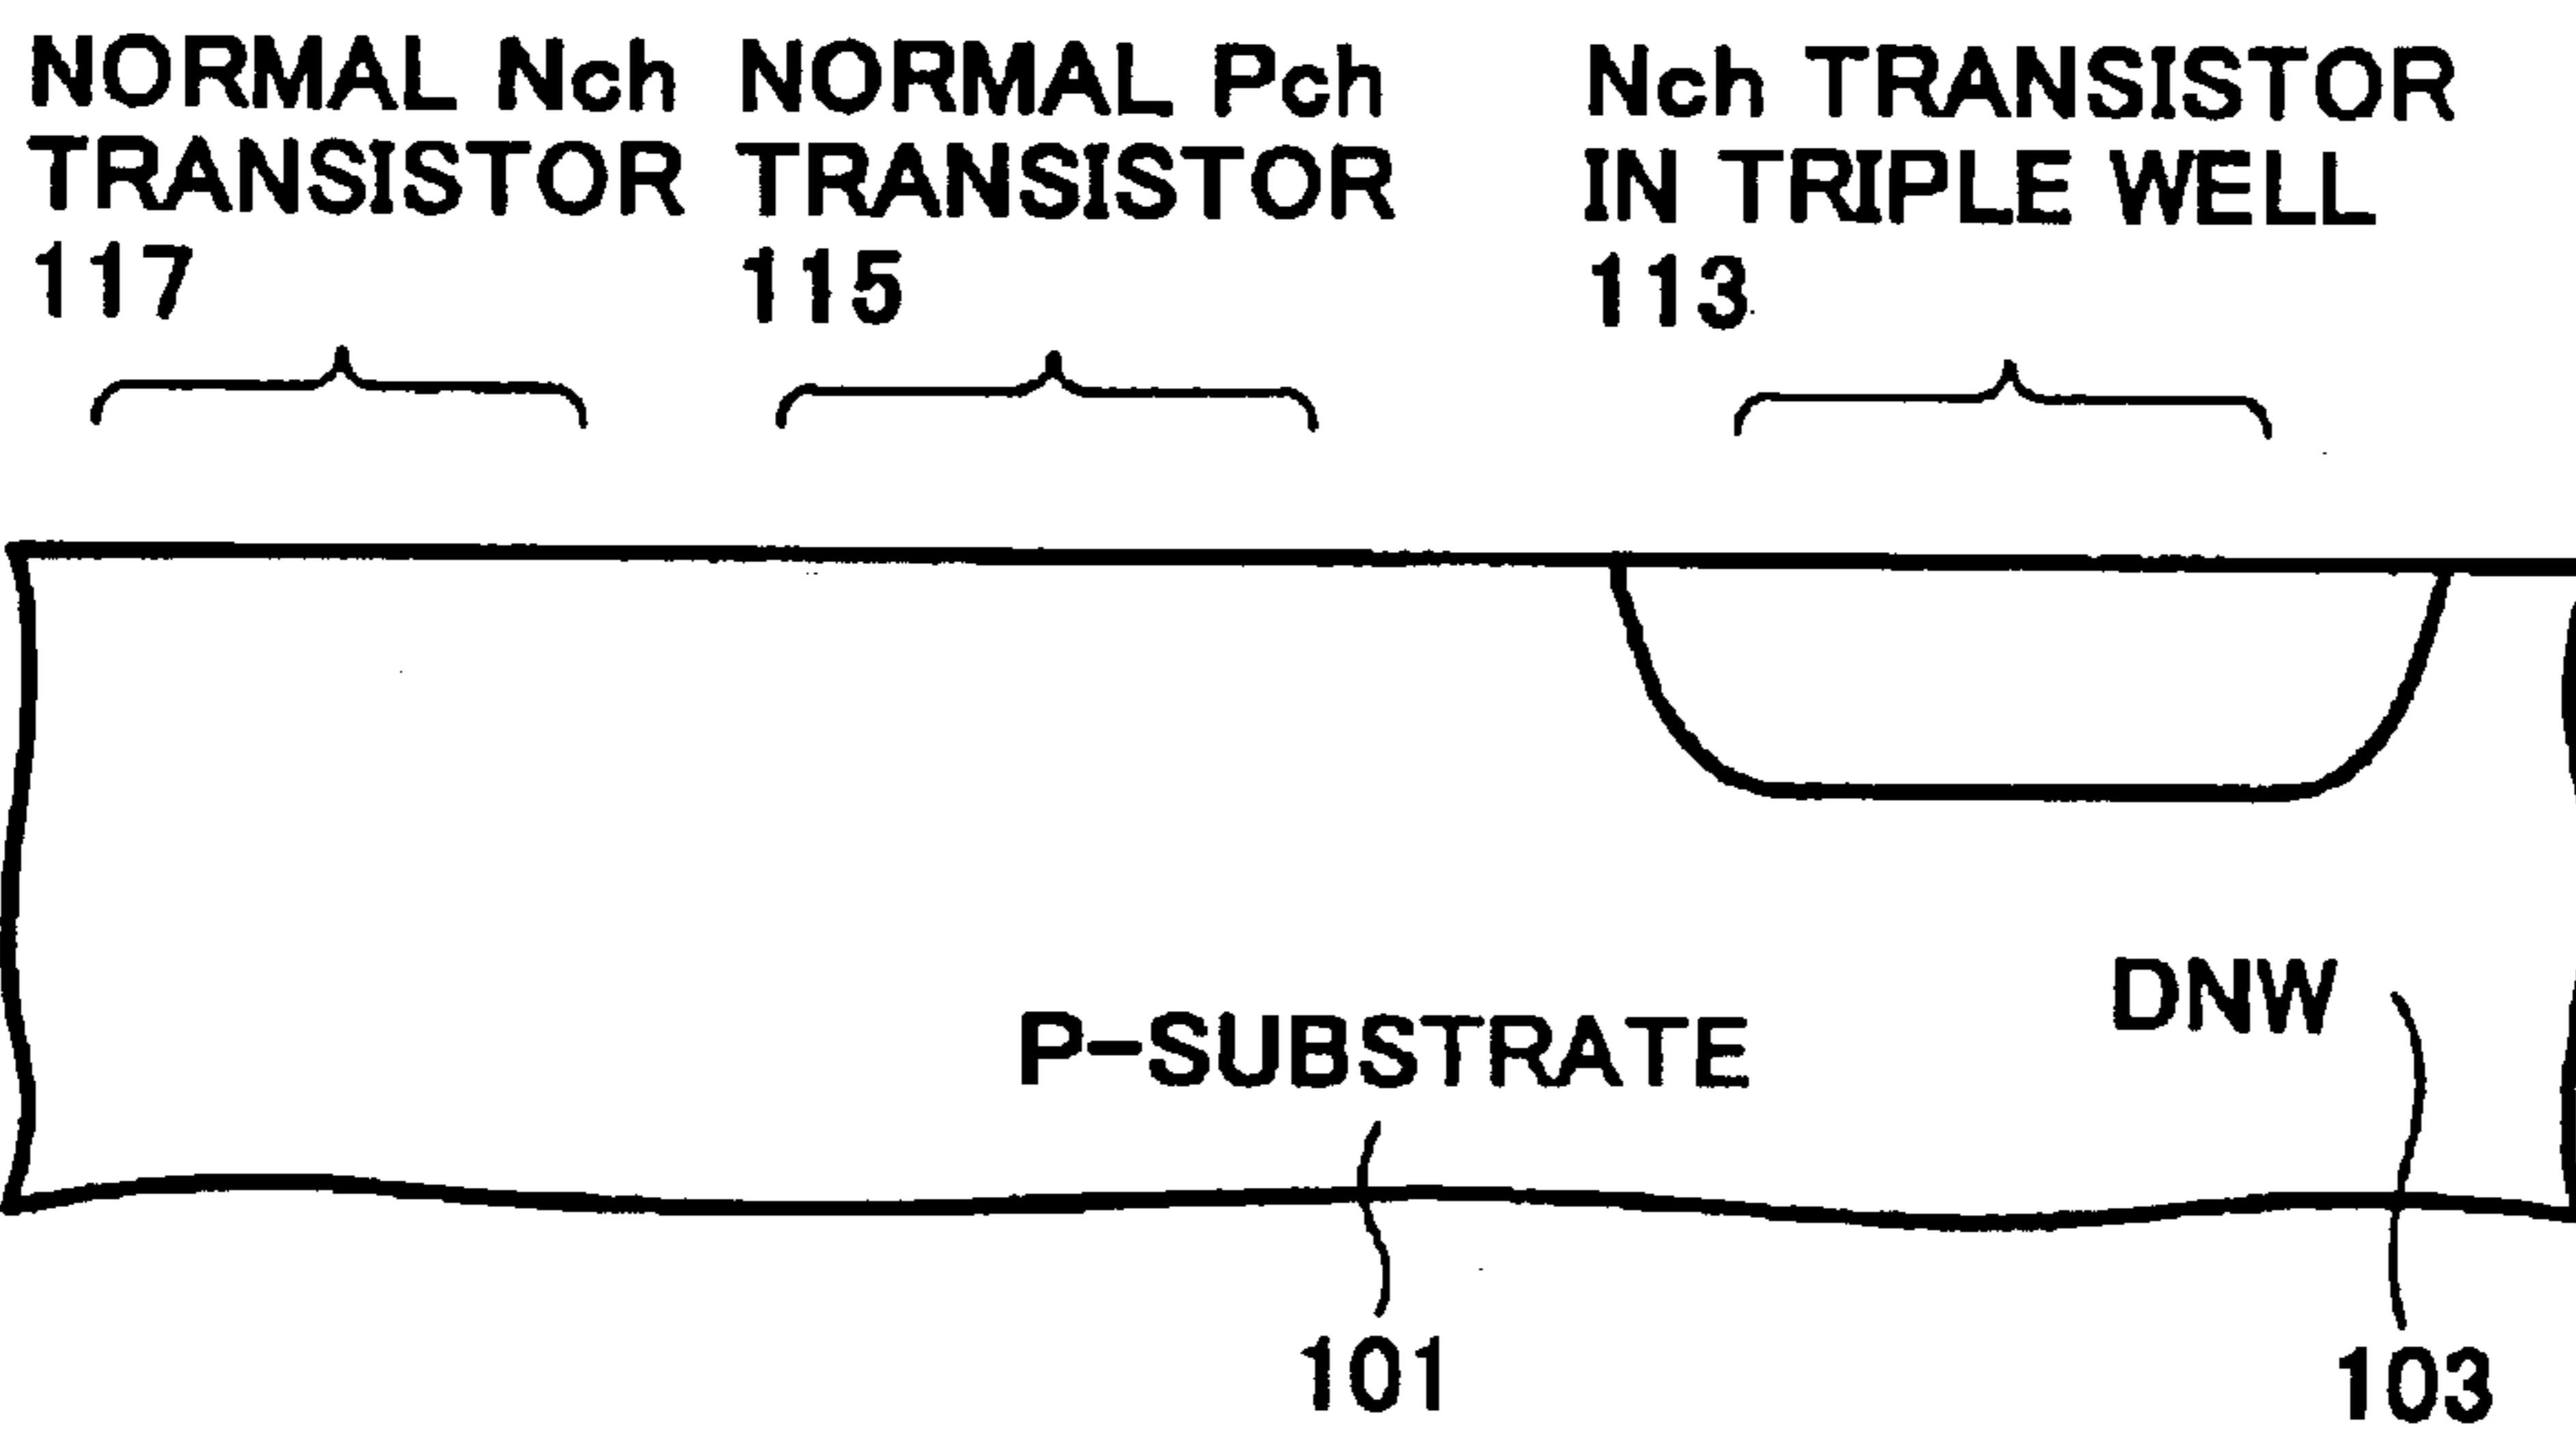 NORMAL Nch
TRANSISTOR
117
NORMAL Pch
TRANSISTOR
115
Nch TRANSISTOR
IN TRIPLE WELL
113
DNW
P-SUBSTRATE
101
103